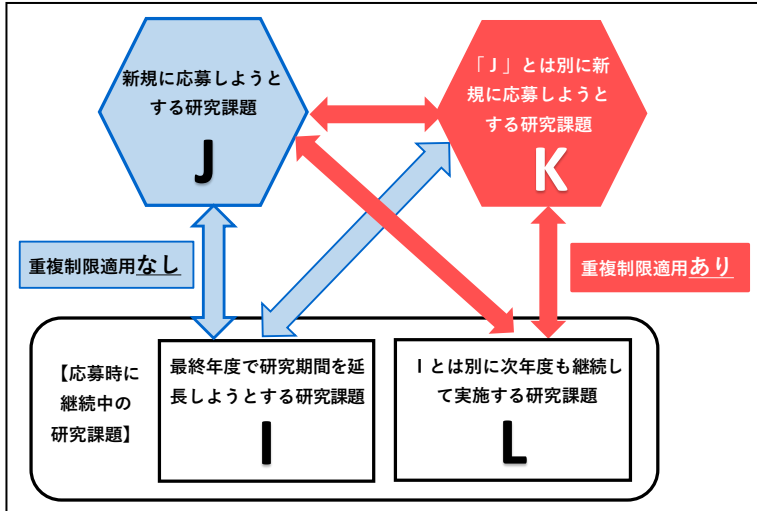 新規に応募しようと
する研究課題
J
「J」とは別に新
規に応募しようと
する研究課題
K
重複制限適用なし
重複制限適用あり
【応募時に
継続中の
研究課題】
最終年度で研究期間を延
長しようとする研究課題
I
Iとは別に次年度も継続し
て実施する研究課題
L